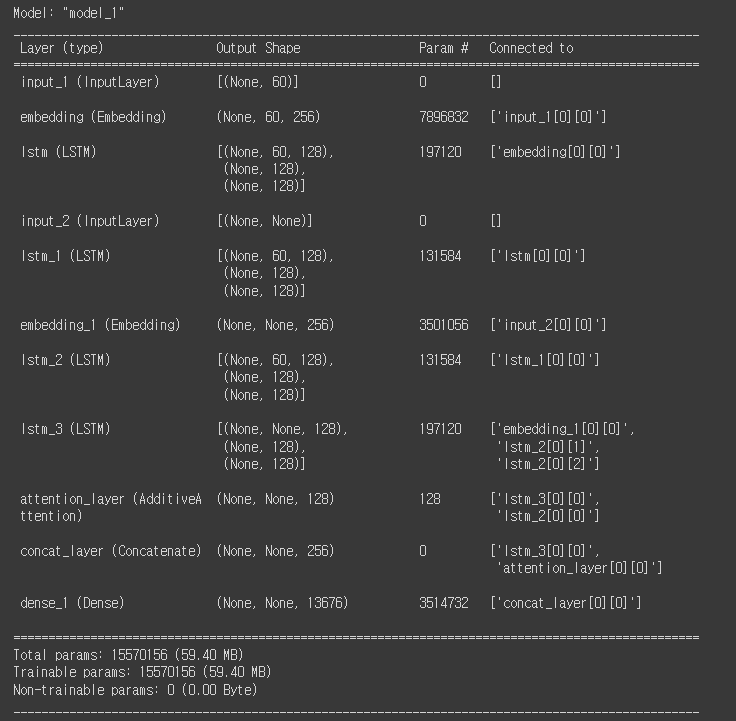 Model: "model_1"
__________________________________________________________________________________________________
Layer (type) Output Shape Param # Connected to
==================================================================================================
input_1 (InputLayer) [(None, 60)] 0 []
embedding (Embedding) (None, 60, 256) 7896832 ['input_1[0][0]']
lstm (LSTM) [(None, 60, 128), 197120 ['embedding[0][0]']
(None, 128),
(None, 128)]
input_2 (InputLayer) [(None, None)] 0 []
lstm_1 (LSTM) [(None, 60, 128), 131584 ['lstm[0][0]']
(None, 128),
(None, 128)]
embedding_1 (Embedding) (None, None, 256) 3501056 ['input_2[0][0]']
lstm_2 (LSTM) [(None, 60, 128), 131584 ['lstm_1[0][0]']
(None, 128),
(None, 128)]
lstm_3 (LSTM) [(None, None, 128), 197120 ['embedding_1[0][0]',
(None, 128), 'lstm_2[0][1]',
(None, 128)] 'lstm_2[0][2]']
attention_layer (AdditiveA (None, None, 128) 128 ['lstm_3[0][0]',
ttention) 'lstm_2[0][0]']
concat_layer (Concatenate) (None, None, 256) 0 ['lstm_3[0][0]',
'attention_layer[0][0]']
dense_1 (Dense) (None, None, 13676) 3514732 ['concat_layer[0][0]']
==================================================================================================
Total params: 15570156 (59.40 MB)
Trainable params: 15570156 (59.40 MB)
Non-trainable params: 0 (0.00 Byte)
__________________________________________________________________________________________________